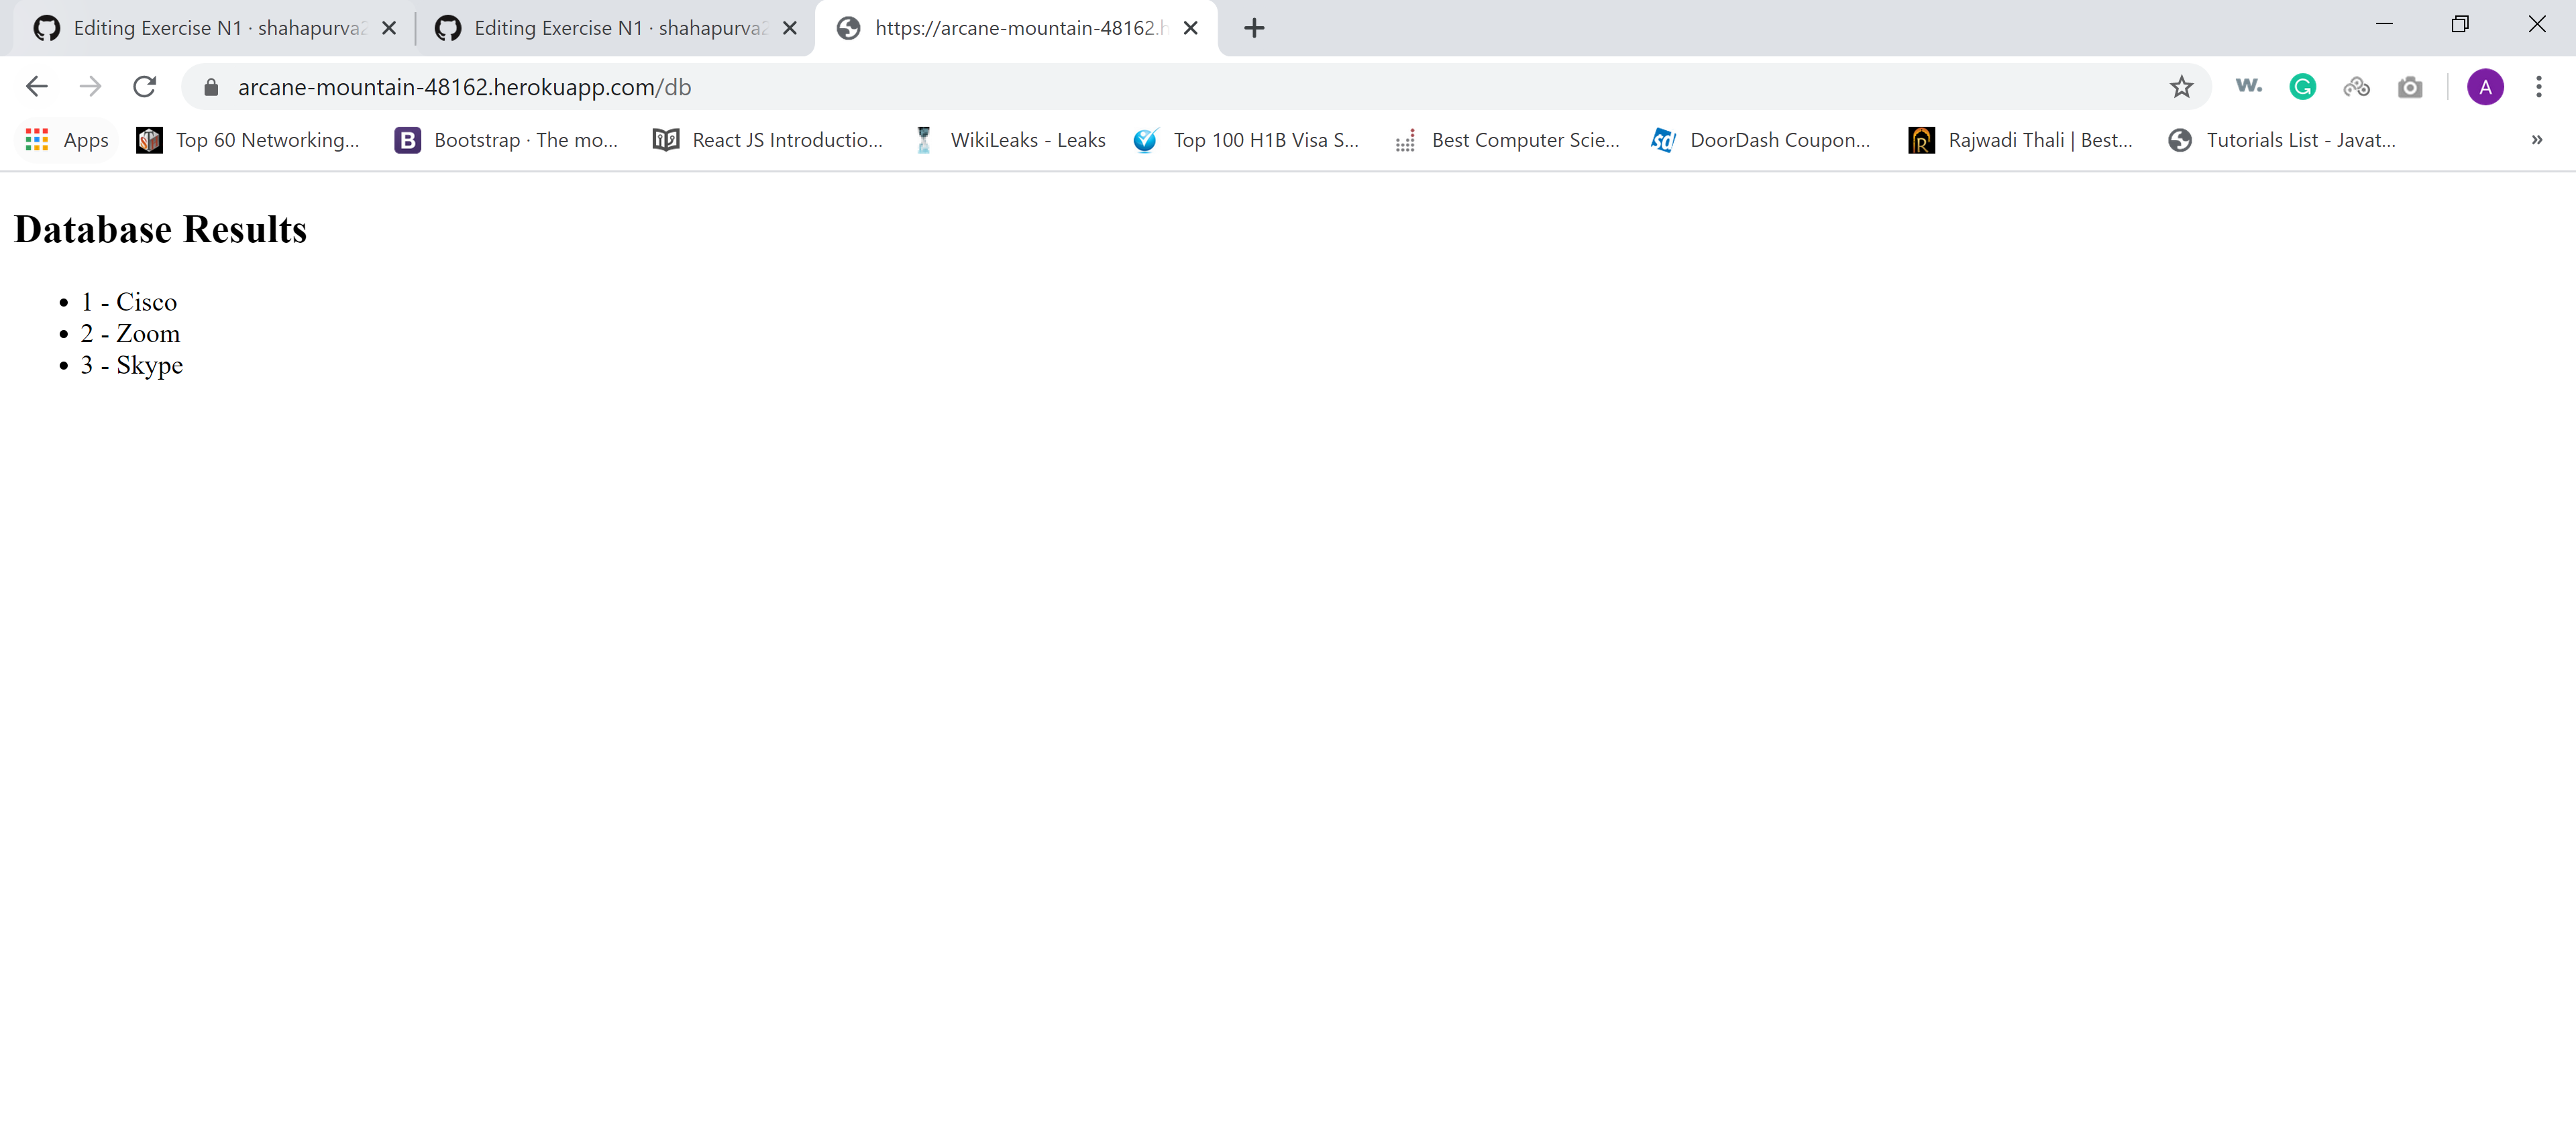 Editing Exercise N1 · shahapurva2
Editing Exercise N1 · shahapurva2
https://arcane-mountain-48162.h
arcane-mountain-48162.herokuapp.com/db
W.
G
A
Apps
Top 60 Networking...
B
Bootstrap · The mo...
React JS Introductio...
WikiLeaks - Leaks
Top 100 H1B Visa S...
Best Computer Scie...
DoorDash Coupon...
R
Rajwadi Thali | Best...
Tutorials List - Javat...
»
Database Results
• 1 - Cisco
• 2 - Zoom
• 3 - Skype